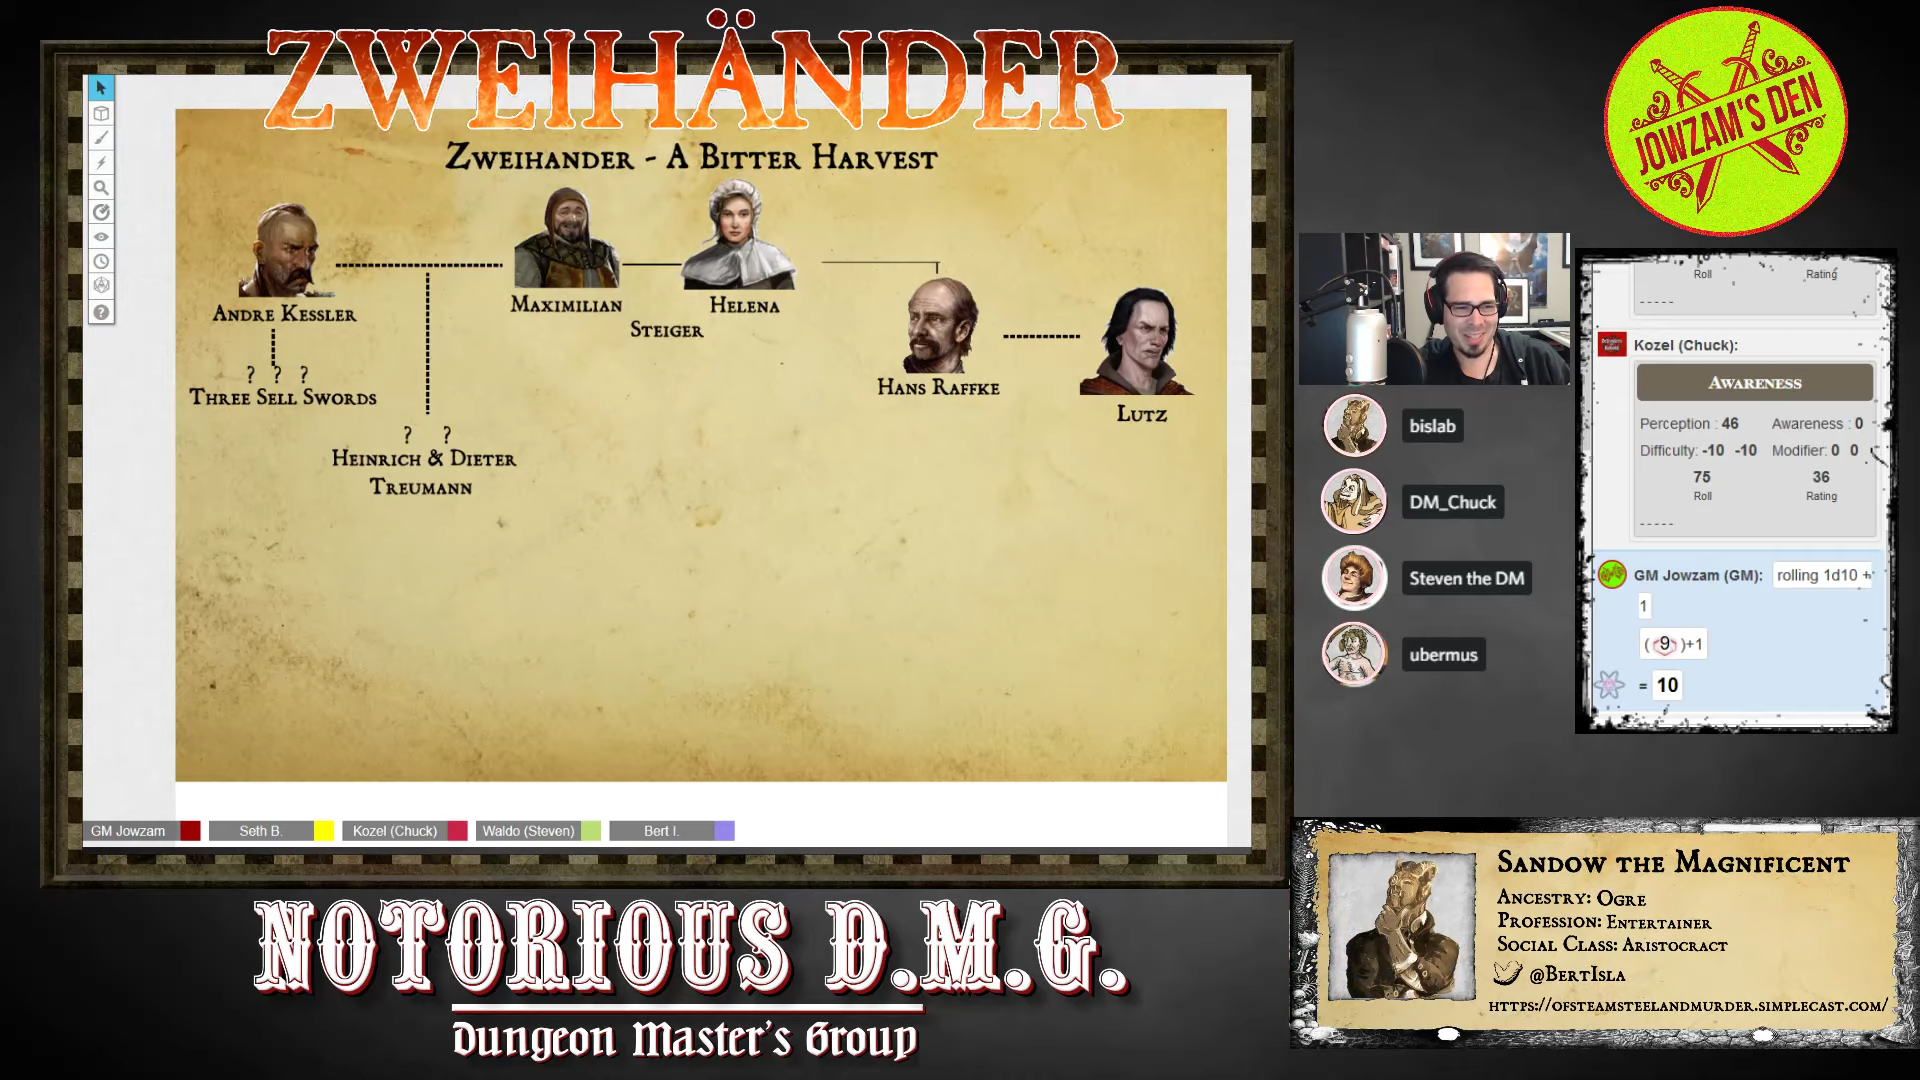 ZWEIHÄNDER
Zweihander - A Bitter Harvest
Andre Kessler
Maximilian
Helena
Steiger
? ? ?
Three Sell Swords
? ?
Heinrich & Dieter
Treumann
Hans Raffke
Lutz
GM Jowzam
Seth B.
Kozel (Chuck)
Waldo (Steven)
Bert I.
NOTORIOUS D.M.G.
Dungeon Master's Group
JOWZAM'S DEN
bislab
DM_Chuck
Steven the DM
ubermus
Roll Rating
-----
Kozel (Chuck):
Awareness
Perception : 46 Awareness : 0
Difficulty: -10 -10 Modifier: 0 0
75 36
Roll Rating
-----
GM Jowzam (GM): rolling 1d10 +
1
(9)+1
= 10
Sandow the Magnificent
Ancestry: Ogre
Profession: Entertainer
Social Class: Aristocract
@BertIsla
https://ofsteamsteelandmurder.simplecast.com/